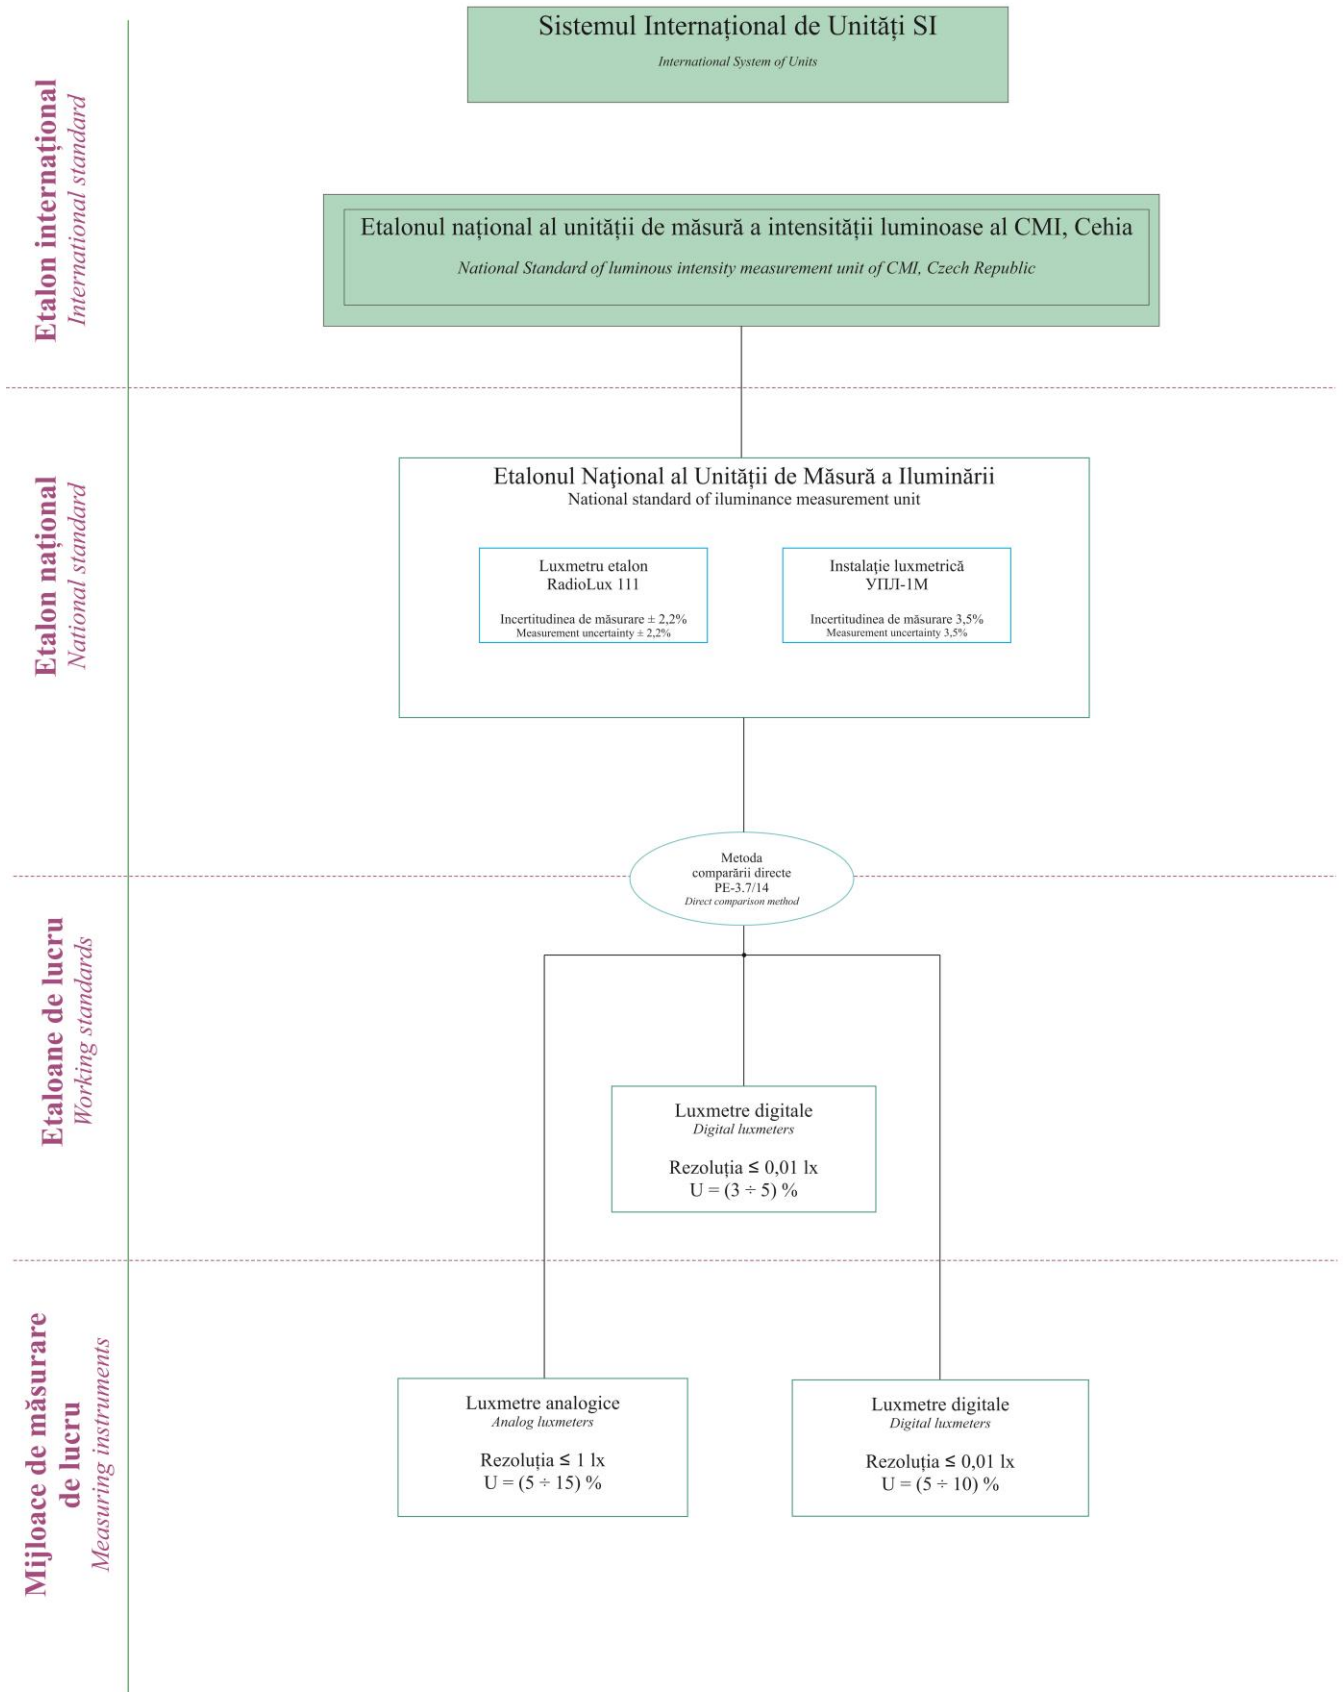 Sistemul Internațional de Unități SI
International System of Units
Etalon internațional
International standard
Etalonul național al unității de măsură a intensității luminoase al CMI, Cehia
National Standard of luminous intensity measurement unit of CMI, Czech Republic
Etalon național
National standard
Etalonul Naţional al Unității de Măsură a Iluminării
National standard of iluminance measurement unit
Luxmetru etalon
RadioLux 111
Incertitudinea de măsurare ± 2,2%
Measurement uncertainty ± 2,2%
Instalație luxmetrică
УПЛ-1М
Incertitudinea de măsurare 3,5%
Measurement uncertainty 3,5%
Metoda
comparării directe
PE-3.7/14
Direct comparison method
Etaloane de lucru
Working standards
Luxmetre digitale
Digital luxmeters
Rezoluția ≤ 0,01 lx
U = (3 ÷ 5) %
Mijloace de măsurare
de lucru
Measuring instruments
Luxmetre analogice
Analog luxmeters
Rezoluția ≤ 1 lx
U = (5 ÷ 15) %
Luxmetre digitale
Digital luxmeters
Rezoluția ≤ 0,01 lx
U = (5 ÷ 10) %